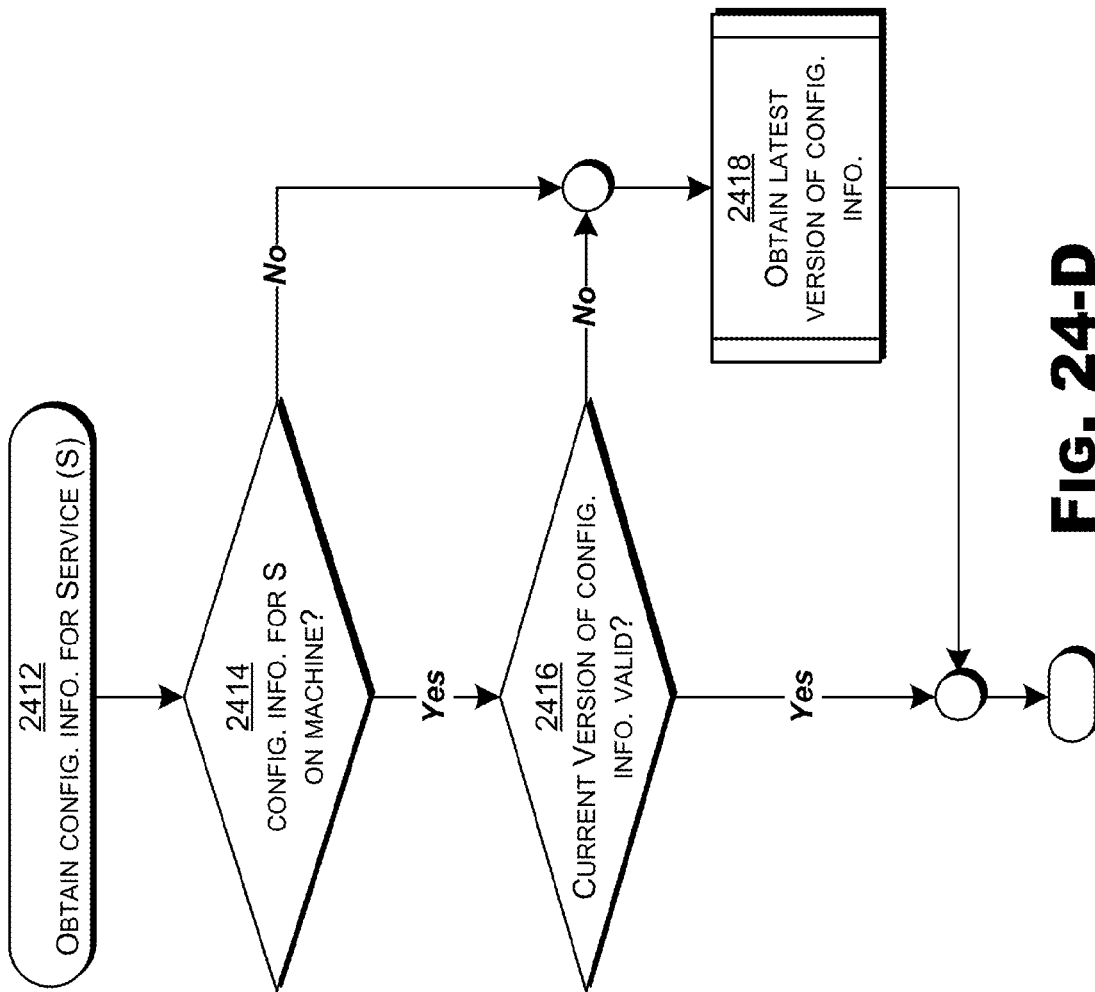 2412
OBTAIN CONFIG. INFO. FOR SERVICE (S)
2414
CONFIG. INFO. FOR S
ON MACHINE?
No
Yes
2416
CURRENT VERSION OF CONFIG.
INFO. VALID?
No
Yes
2418
OBTAIN LATEST
VERSION OF CONFIG.
INFO.
FIG. 24-D